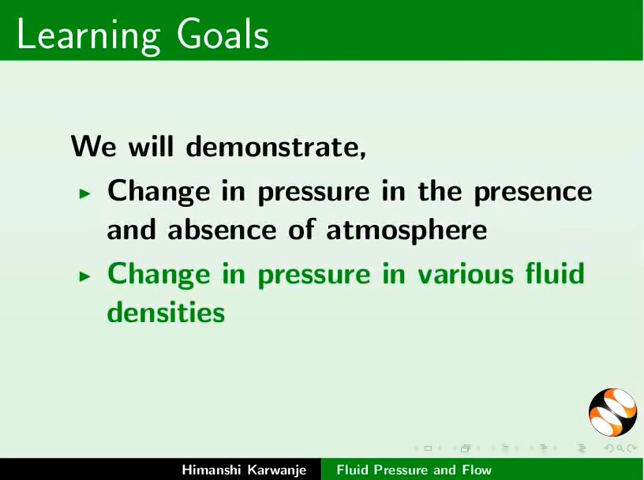 Learning Goals
We will demonstrate,
Change in pressure in the presence
and absence of atmosphere
Change in pressure in various fluid
densities
Himanshi Karwanje
Fluid Pressure and Flow